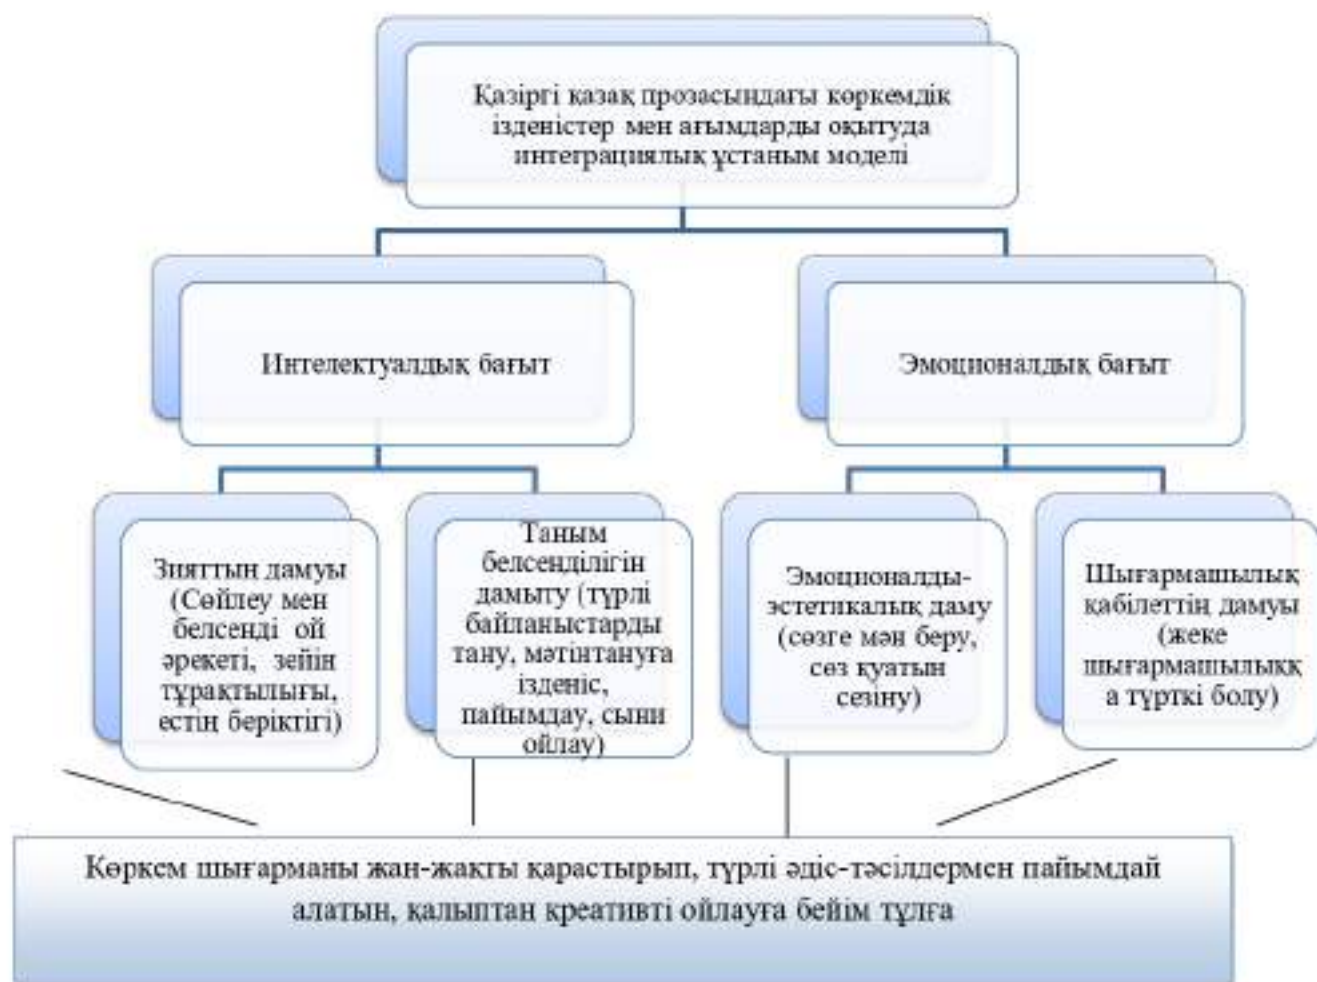 Қазіргі қазақ прозасындағы көркемдік
ізденістер мен ағымдарды оқытуда
интеграциялық ұстаным моделі
Интелектуалдық бағыт
Эмоционалдық бағыт
Зияттың дамуы
(Сөйлеу мен
белсенді ой
әрекеті, зейін
тұрақтылығы,
естің беріктігі)
Таным
белсенділігін
дамыту (түрлі
байланыстарды
тану, мәтінтануға
ізденіс,
пайымдау, сыни
ойлау)
Эмоционалды-
эстетикалық даму
(сөзге мән беру,
сөз қуатын
сезіну)
Шығармашылық
қабілеттің дамуы
(жеке
шығармашылыққ
а түрткі болу)
Көркем шығарманы жан-жақты қарастырып, түрлі әдіс-тәсілдермен пайымдай
алатын, қалыптан креативті ойлауға бейім тұлға